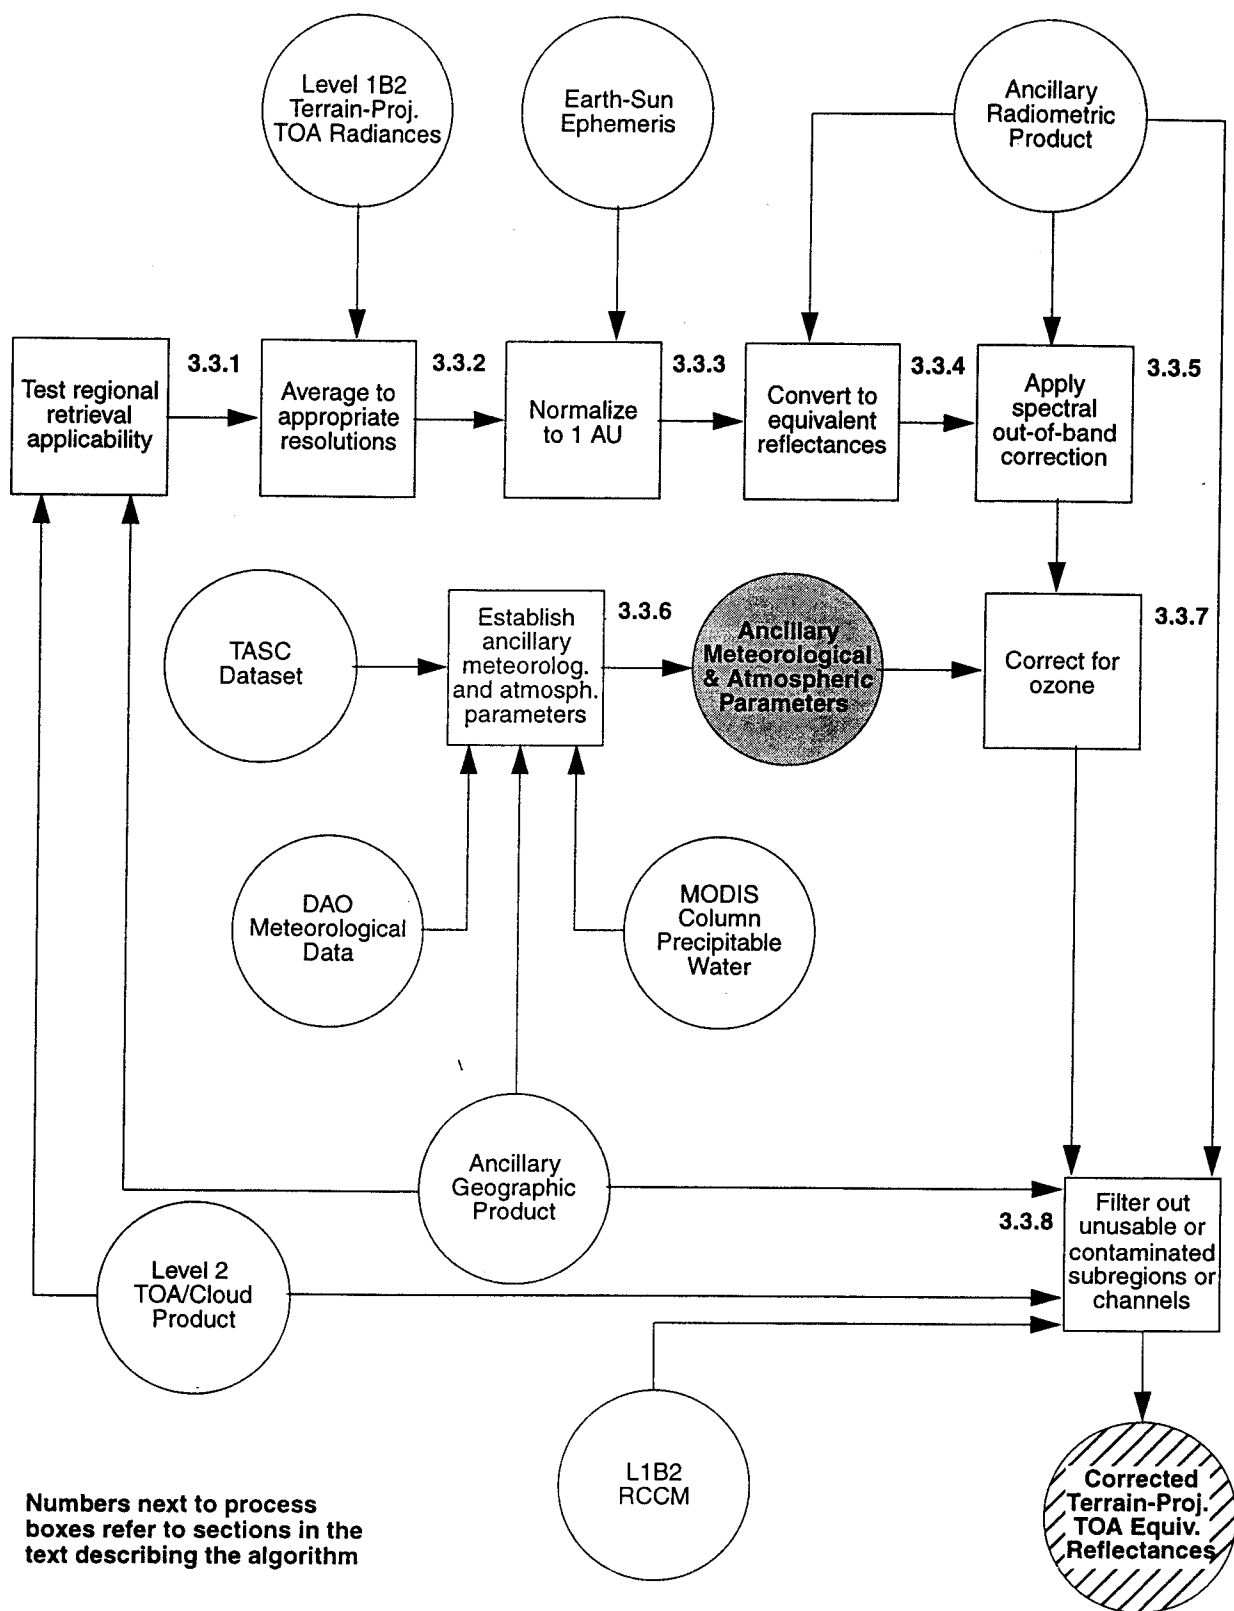 Level 1B2
Terrain-Proj.
TOA Radiances
Earth-Sun
Ephemeris
Ancillary
Radiometric
Product
3.3.1
Test regional
retrieval
applicability
3.3.2
Average to
appropriate
resolutions
3.3.3
Normalize
to 1 AU
3.3.4
Convert to
equivalent
reflectances
3.3.5
Apply
spectral
out-of-band
correction
TASC
Dataset
3.3.6
Establish
ancillary
meteorolog.
and atmosph.
parameters
Ancillary
Meteorological
& Atmospheric
Parameters
3.3.7
Correct for
ozone
DAO
Meteorological
Data
MODIS
Column
Precipitable
Water
Ancillary
Geographic
Product
Level 2
TOA/Cloud
Product
3.3.8
Filter out
unusable or
contaminated
subregions or
channels
L1B2
RCCM
Corrected
Terrain-Proj.
TOA Equiv.
Reflectances
Numbers next to process
boxes refer to sections in the
text describing the algorithm